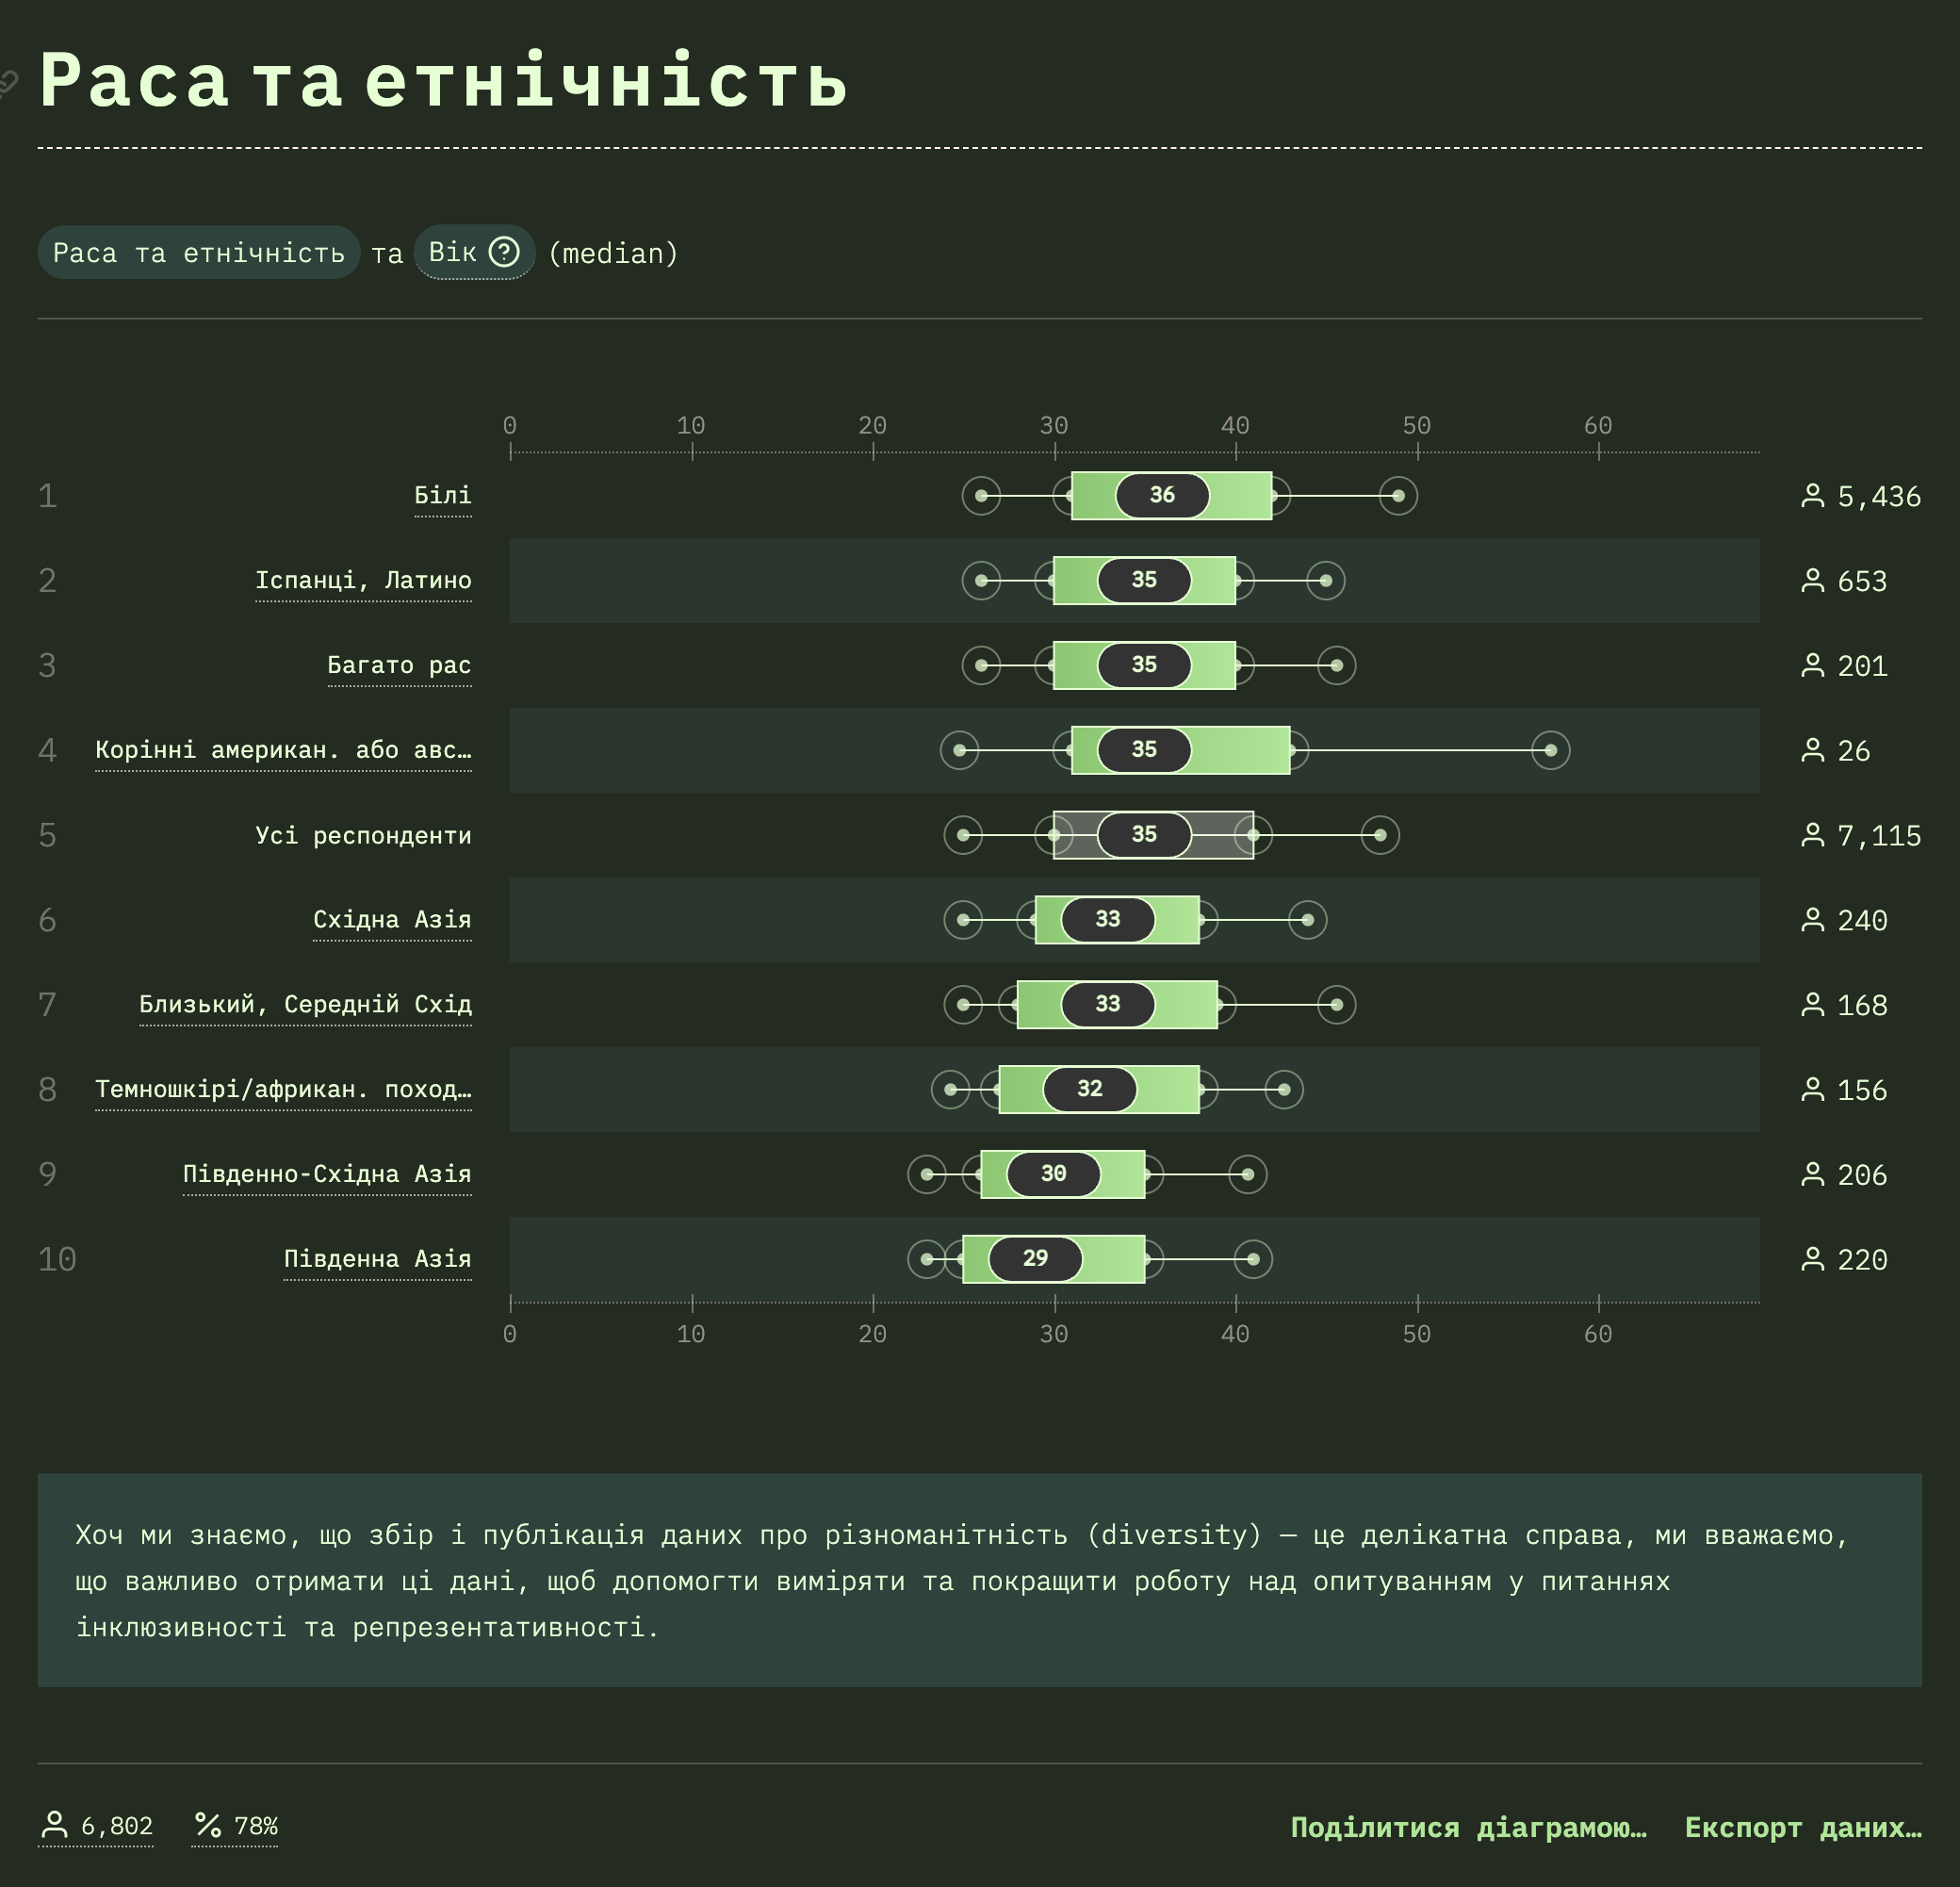 Раса та етнічність
Раса та етнічність та Вік (median)
0 10 20 30 40 50 60
1 Білі 36 5,436
2 Іспанці, Латино 35 653
3 Багато рас 35 201
4 Корінні американ. або авс… 35 26
5 Усі респонденти 35 7,115
6 Східна Азія 33 240
7 Близький, Середній Схід 33 168
8 Темношкірі/африкан. поход… 32 156
9 Південно-Східна Азія 30 206
10 Південна Азія 29 220
0 10 20 30 40 50 60
Хоч ми знаємо, що збір і публікація даних про різноманітність (diversity) — це делікатна справа, ми вважаємо,
що важливо отримати ці дані, щоб допомогти виміряти та покращити роботу над опитуванням у питаннях
інклюзивності та репрезентативності.
6,802 78% Поділитися діаграмою… Експорт даних…